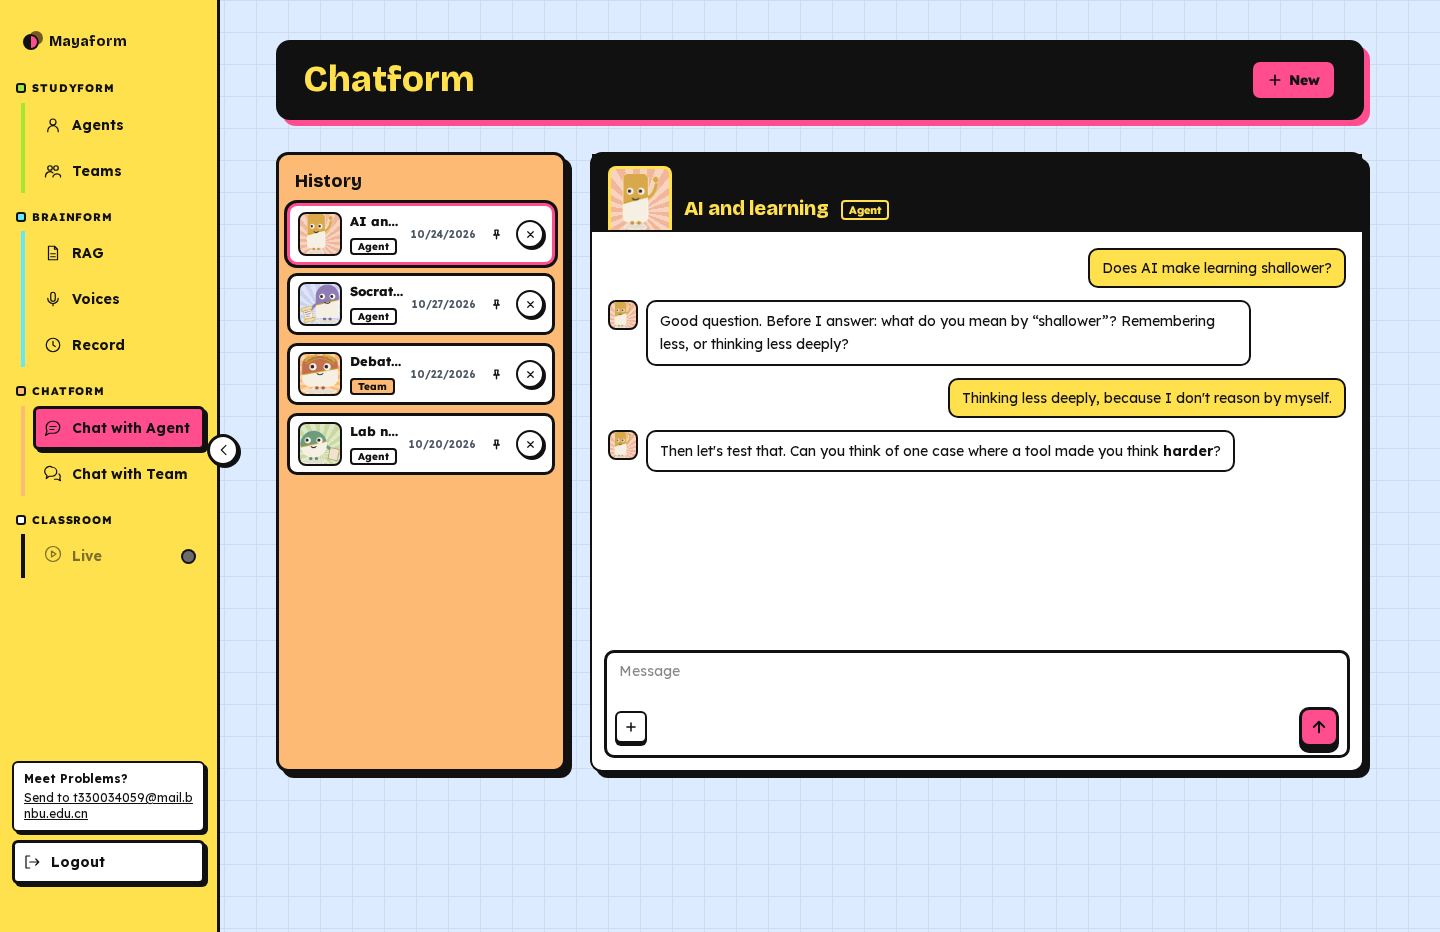 Mayaform
STUDYFORM
Agents
Teams
BRAINFORM
RAG
Voices
Record
CHATFORM
Chat with Agent
Chat with Team
CLASSROOM
Live
Meet Problems?
Send to t330034059@mail.b
nbu.edu.cn
Logout
Chatform
New
History
AI an...
Agent
10/24/2026
Socrat...
Agent
10/27/2026
Debat...
Team
10/22/2026
Lab n...
Agent
10/20/2026
AI and learning
Agent
Does AI make learning shallower?
Good question. Before I answer: what do you mean by “shallower”? Remembering
less, or thinking less deeply?
Thinking less deeply, because I don't reason by myself.
Then let's test that. Can you think of one case where a tool made you think harder?
Message